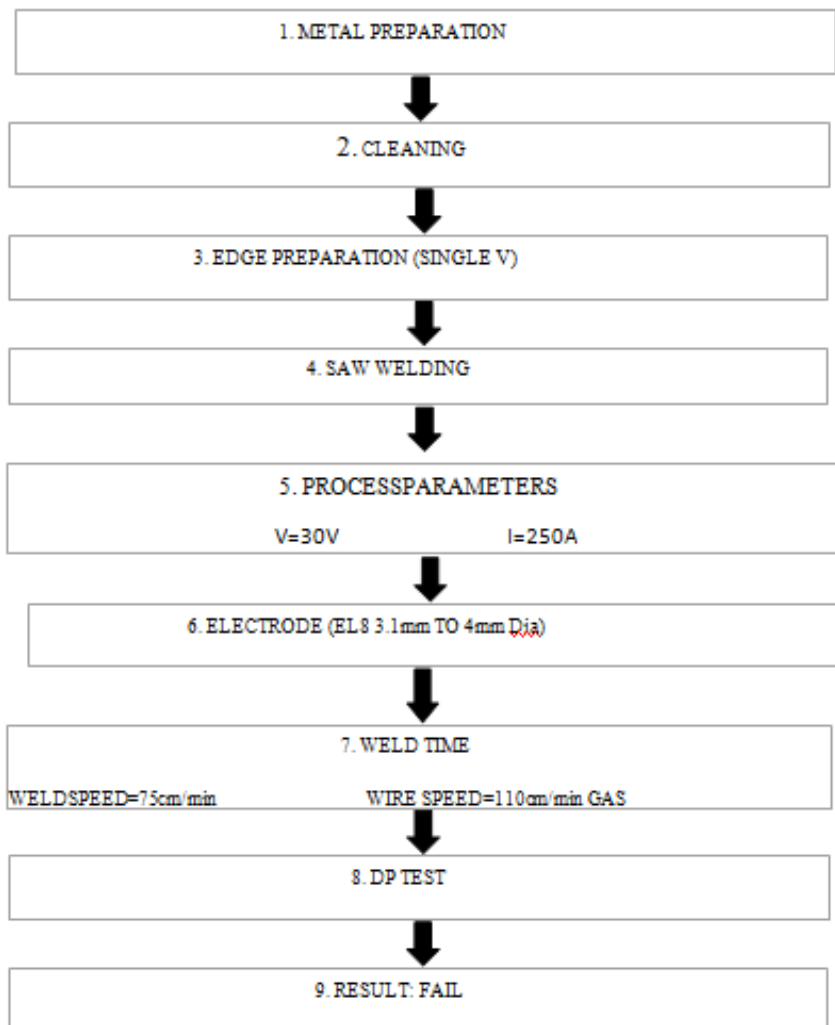 1. METAL PREPARATION
2. CLEANING
3. EDGE PREPARATION (SINGLE V)
4. SAW WELDING
5. PROCESSPARAMETERS
V=30V I=250A
6. ELECTRODE (EL8 3.1mm TO 4mm Dia)
7. WELD TIME
WELDSPEED=75cm/min WIRE SPEED=110cm/min GAS
8. DP TEST
9. RESULT: FAIL